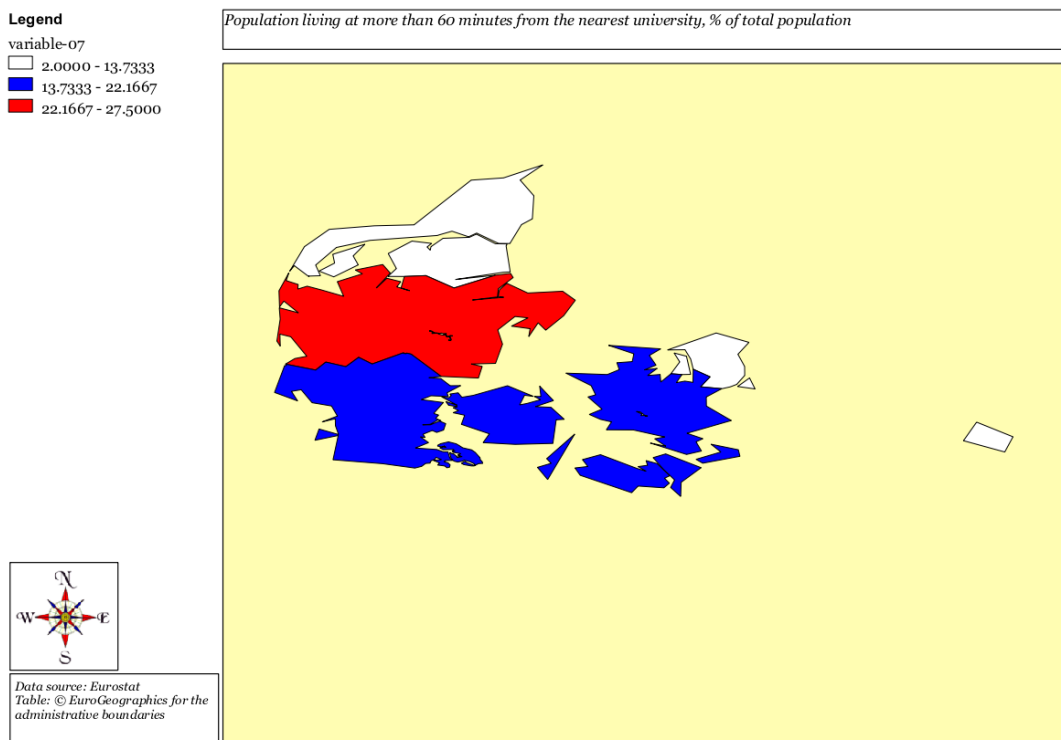 Legend
variable-07
2.0000 - 13.7333
13.7333 - 22.1667
22.1667 - 27.5000
Population living at more than 60 minutes from the nearest university, % of total population
N
W E
S
Data source: Eurostat
Table: © EuroGeographics for the
administrative boundaries